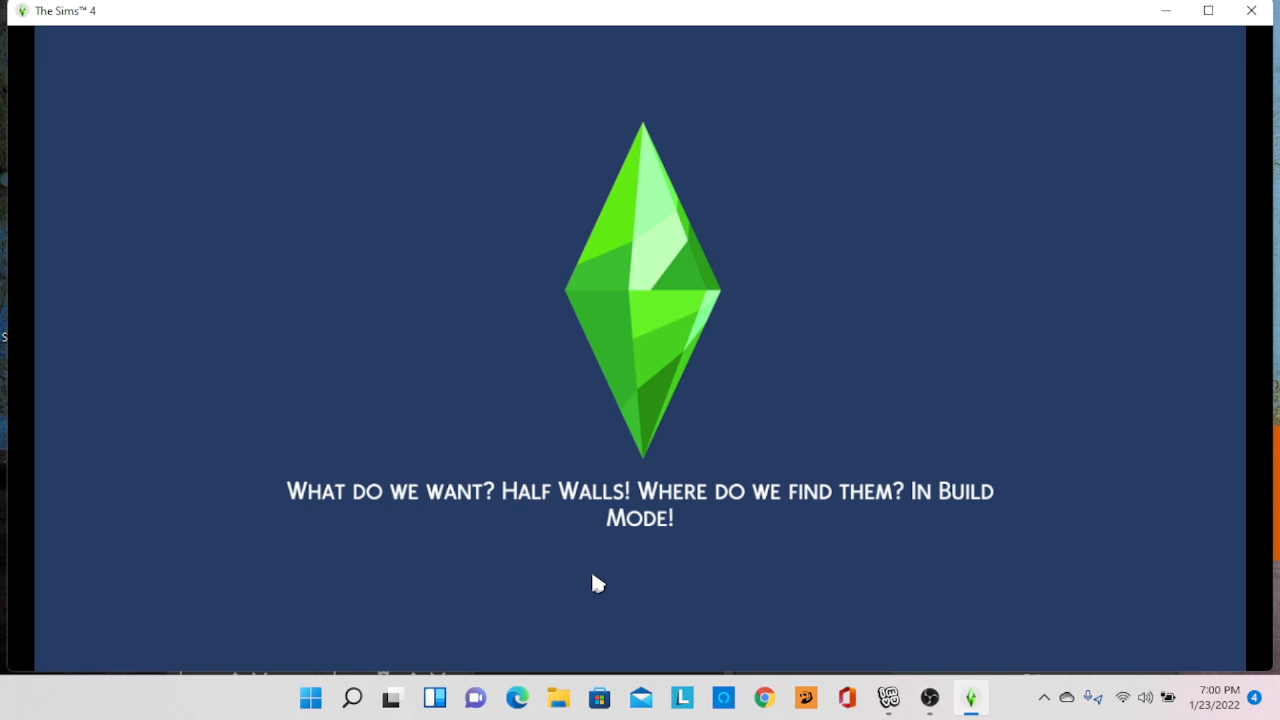 The Sims™ 4
What do we want? Half Walls! Where do we find them? In Build
Mode!
7:00 PM
1/23/2022
4